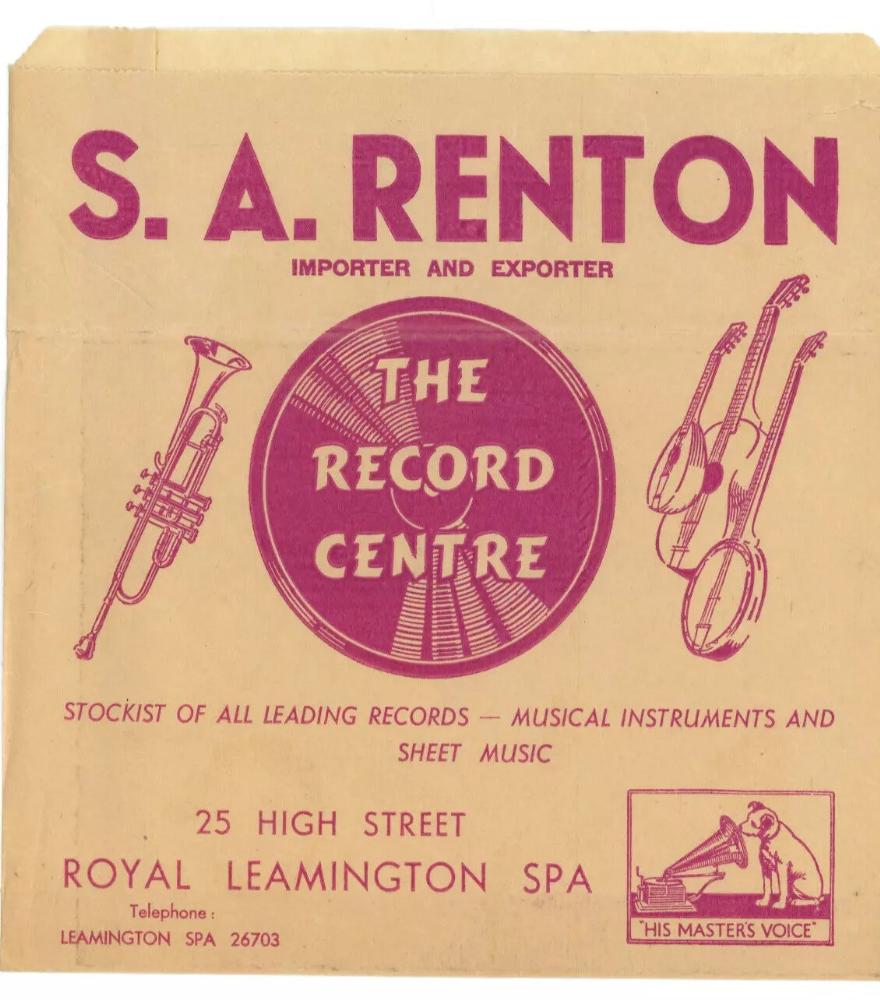 S. A. RENTON
IMPORTER AND EXPORTER
THE
RECORD
CENTRE
STOCKIST OF ALL LEADING RECORDS — MUSICAL INSTRUMENTS AND
SHEET MUSIC
25 HIGH STREET
ROYAL LEAMINGTON SPA
Telephone :
LEAMINGTON SPA 26703
"HIS MASTER'S VOICE"